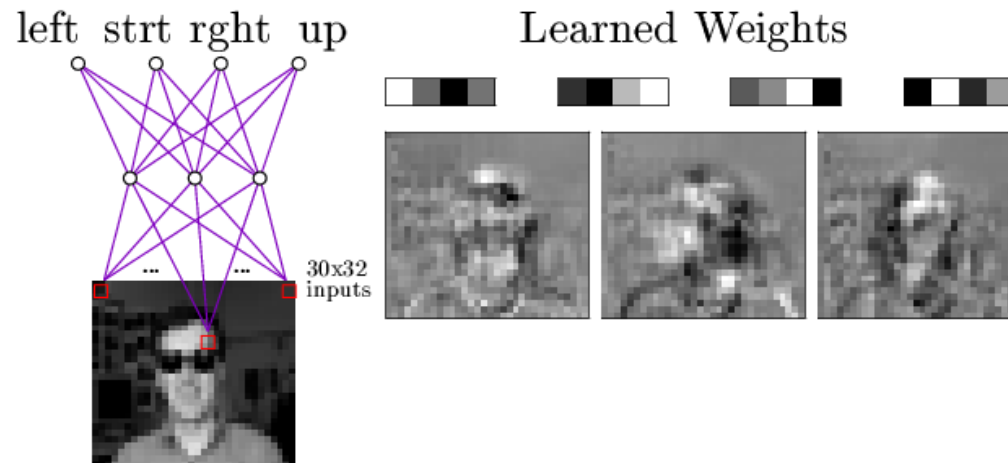 left strt rght up
Learned Weights
...
...
30x32
inputs